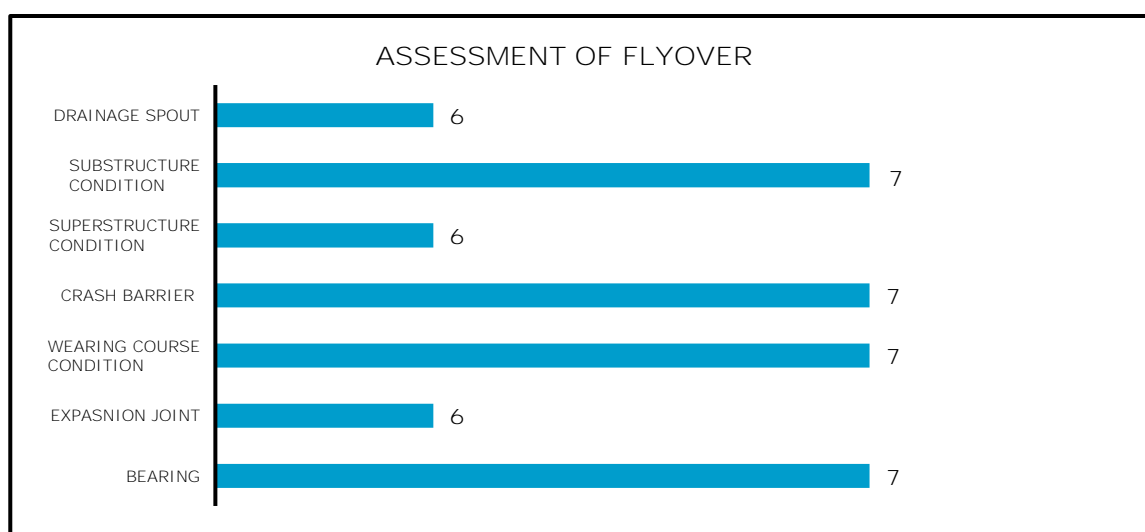 ASSESSMENT OF FLYOVER
DRAINAGE SPOUT
6
SUBSTRUCTURE
CONDITION
7
SUPERSTRUCTURE
CONDITION
6
CRASH BARRIER
7
WEARING COURSE
CONDITION
7
EXPASNION JOINT
6
BEARING
7